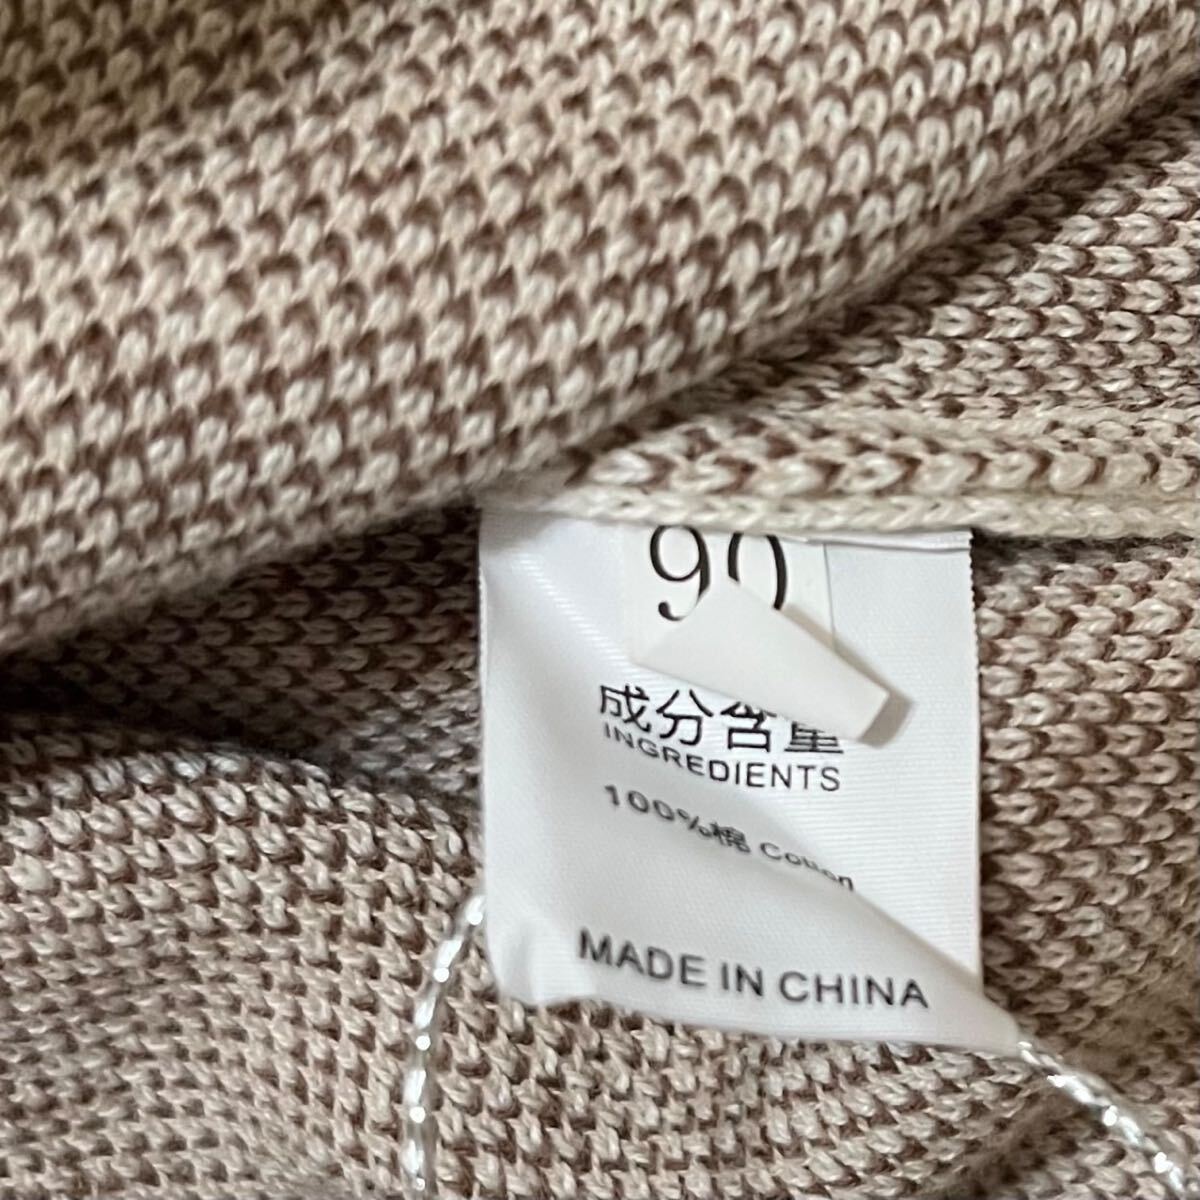 90
成分含量
INGREDIENTS
100%棉 Cotton
MADE IN CHINA